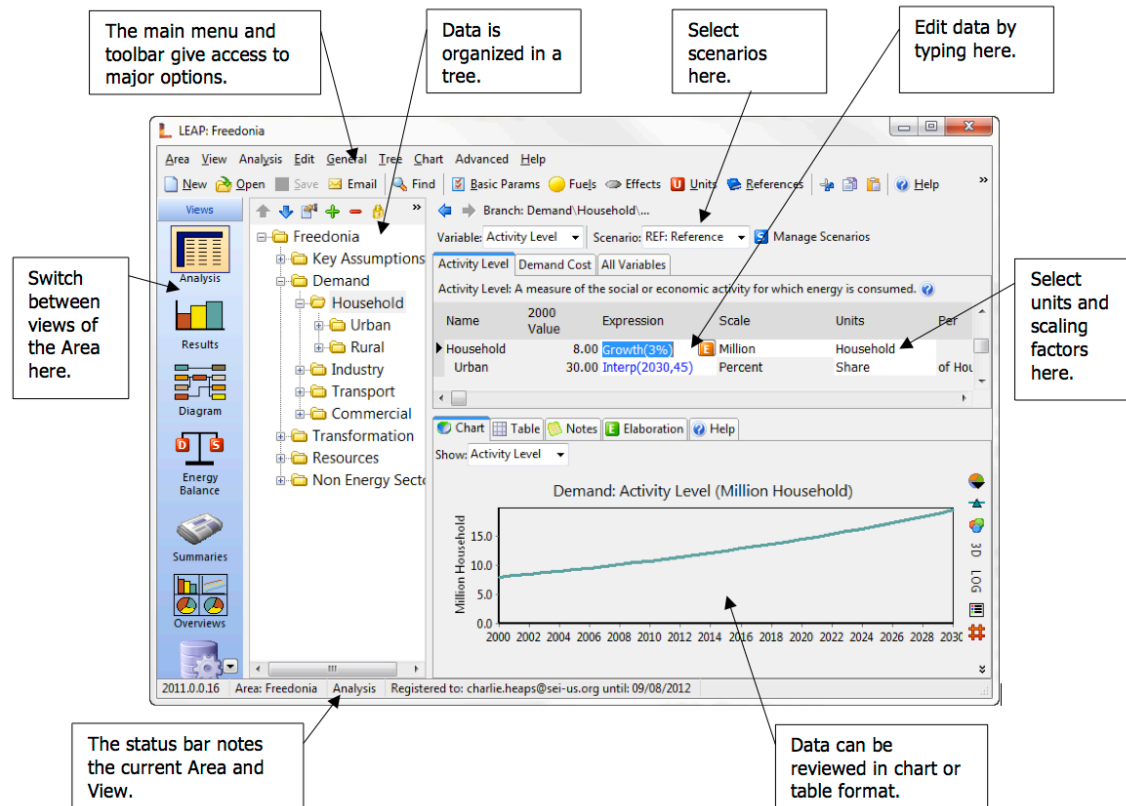 The main menu and
toolbar give access to
major options.
Data is
organized in a
tree.
Select
scenarios
here.
Edit data by
typing here.
LEAP: Freedonia
Area View Analysis Edit General Tree Chart Advanced Help
New Open Save Email Find Basic Params Fuels Effects Units References Help »
Views
» Branch: Demand\Household\...
Freedonia
Variable: Activity Level Scenario: REF: Reference Manage Scenarios
Key Assumptions
Demand
Household
Urban
Rural
Industry
Transport
Commercial
Transformation
Resources
Non Energy Secto
Activity Level Demand Cost All Variables
Activity Level: A measure of the social or economic activity for which energy is consumed.
Name 2000 Value Expression Scale Units Per
Household 8.00 Growth(3%) E Million Household
Urban 30.00 Interp(2030,45) Percent Share of Hou
Switch
between
views of
the Area
here.
Analysis
Results
Diagram
D S
Energy
Balance
Summaries
Overviews
Select
units and
scaling
factors
here.
Chart Table Notes Elaboration Help
Show: Activity Level
Demand: Activity Level (Million Household)
Million Household
15.0
10.0
5.0
0.0
2000 2002 2004 2006 2008 2010 2012 2014 2016 2018 2020 2022 2024 2026 2028 2030
3D
LOG
2011.0.0.16 Area: Freedonia Analysis Registered to: charlie.heaps@sei-us.org until: 09/08/2012
The status bar notes
the current Area and
View.
Data can be
reviewed in chart or
table format.